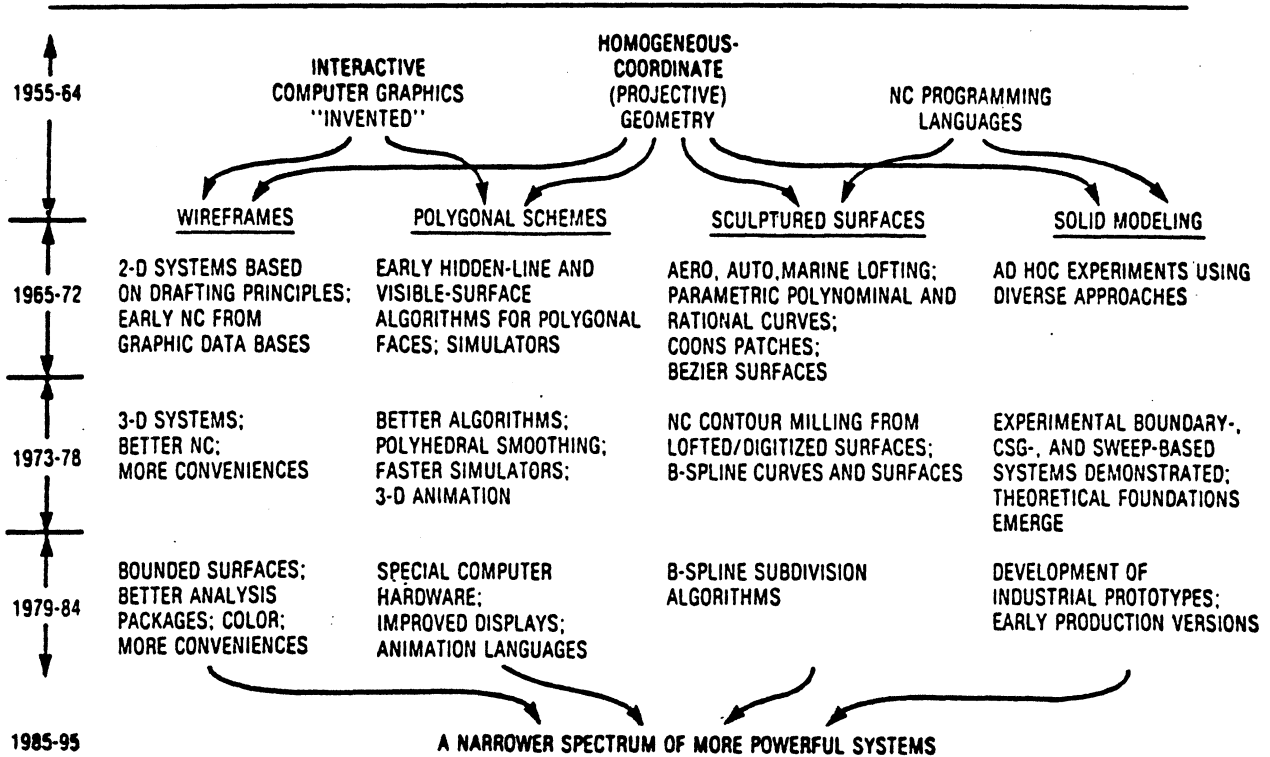 1955-64
INTERACTIVE
COMPUTER GRAPHICS
"INVENTED"
HOMOGENEOUS-
COORDINATE
(PROJECTIVE)
GEOMETRY
NC PROGRAMMING
LANGUAGES
WIREFRAMES
POLYGONAL SCHEMES
SCULPTURED SURFACES
SOLID MODELING
1965-72
2-D SYSTEMS BASED
ON DRAFTING PRINCIPLES;
EARLY NC FROM
GRAPHIC DATA BASES
EARLY HIDDEN-LINE AND
VISIBLE-SURFACE
ALGORITHMS FOR POLYGONAL
FACES; SIMULATORS
AERO, AUTO, MARINE LOFTING;
PARAMETRIC POLYNOMINAL AND
RATIONAL CURVES;
COONS PATCHES;
BEZIER SURFACES
AD HOC EXPERIMENTS USING
DIVERSE APPROACHES
1973-78
3-D SYSTEMS;
BETTER NC;
MORE CONVENIENCES
BETTER ALGORITHMS;
POLYHEDRAL SMOOTHING;
FASTER SIMULATORS;
3-D ANIMATION
NC CONTOUR MILLING FROM
LOFTED/DIGITIZED SURFACES;
B-SPLINE CURVES AND SURFACES
EXPERIMENTAL BOUNDARY-,
CSG-, AND SWEEP-BASED
SYSTEMS DEMONSTRATED;
THEORETICAL FOUNDATIONS
EMERGE
1979-84
BOUNDED SURFACES;
BETTER ANALYSIS
PACKAGES; COLOR;
MORE CONVENIENCES
SPECIAL COMPUTER
HARDWARE;
IMPROVED DISPLAYS;
ANIMATION LANGUAGES
B-SPLINE SUBDIVISION
ALGORITHMS
DEVELOPMENT OF
INDUSTRIAL PROTOTYPES;
EARLY PRODUCTION VERSIONS
1985-95
A NARROWER SPECTRUM OF MORE POWERFUL SYSTEMS